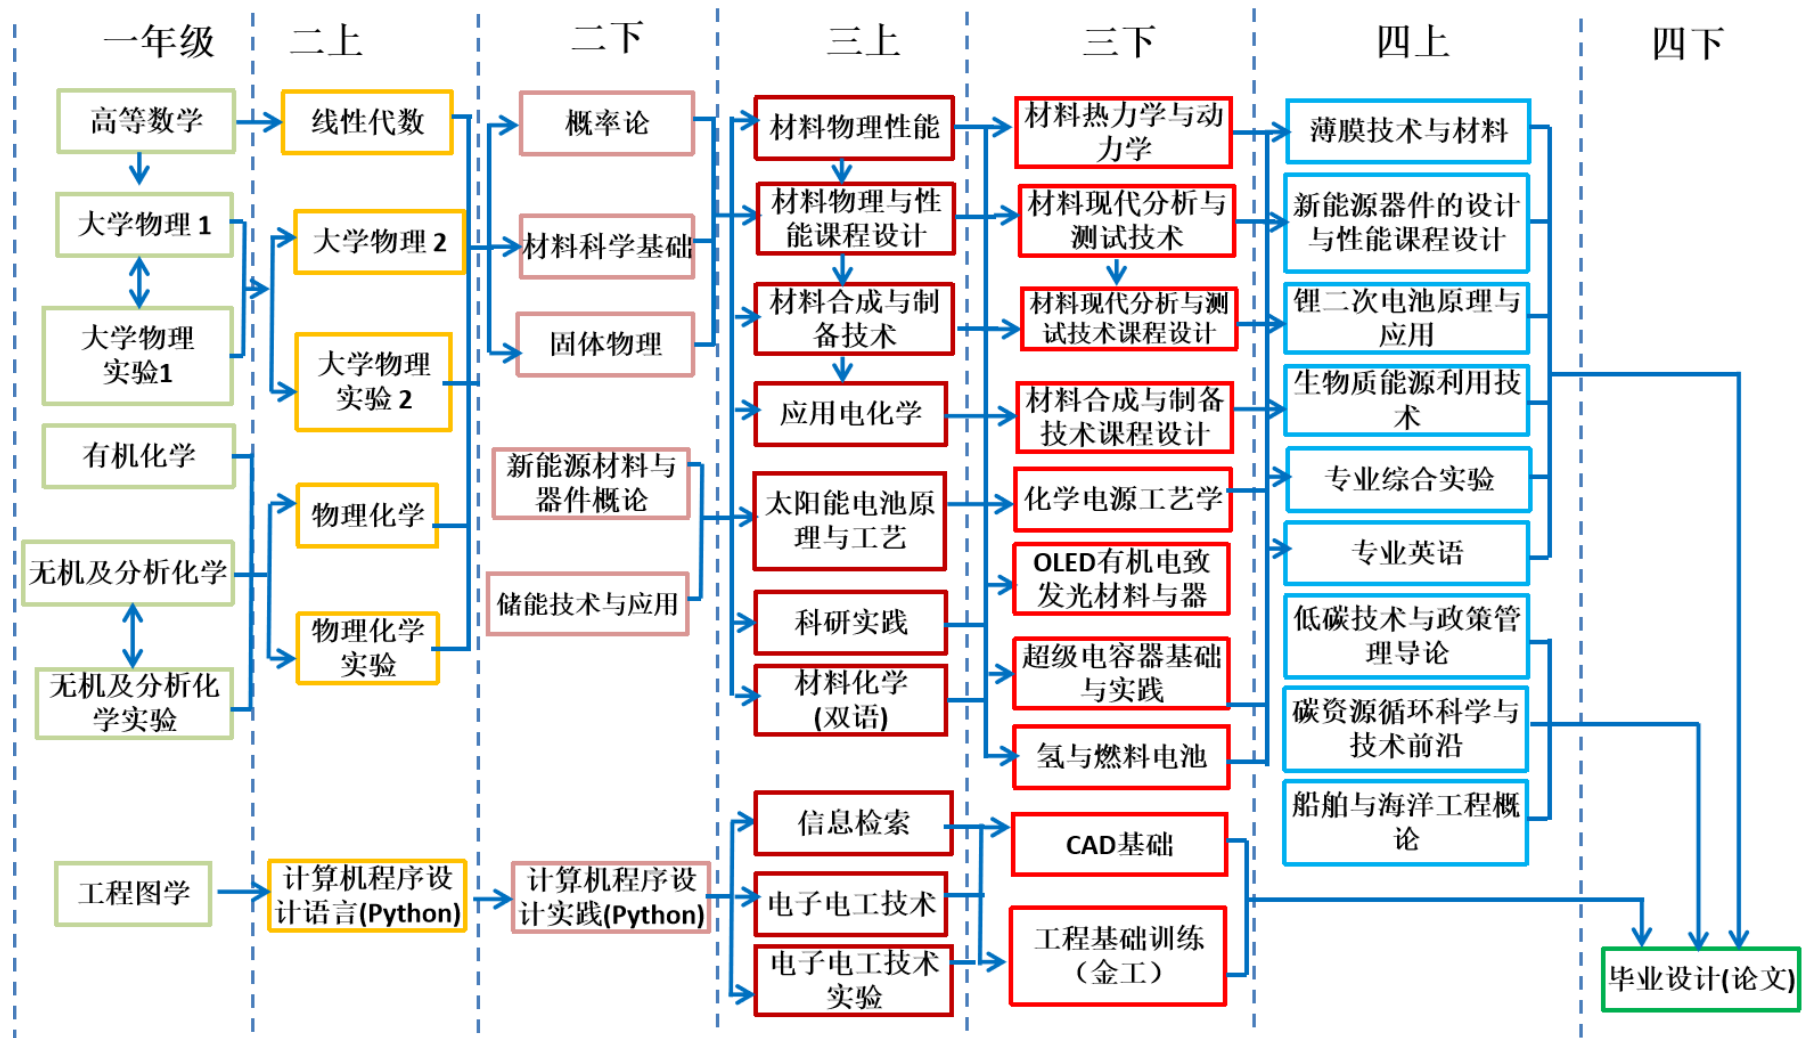 一年级
二上
二下
三上
三下
四上
四下
高等数学
大学物理 1
大学物理
实验1
有机化学
无机及分析化学
无机及分析化
学实验
工程图学
线性代数
大学物理 2
大学物理
实验 2
物理化学
物理化学
实验
计算机程序设
计语言(Python)
概率论
材料科学基础
固体物理
新能源材料与
器件概论
储能技术与应用
计算机程序设
计实践(Python)
材料物理性能
材料物理与性
能课程设计
材料合成与制
备技术
应用电化学
太阳能电池原
理与工艺
科研实践
材料化学
(双语)
信息检索
电子电工技术
电子电工技术
实验
材料热力学与动
力学
材料现代分析与
测试技术
材料现代分析与测
试技术课程设计
材料合成与制备
技术课程设计
化学电源工艺学
OLED有机电致
发光材料与器
超级电容器基础
与实践
氢与燃料电池
CAD基础
工程基础训练
（金工）
薄膜技术与材料
新能源器件的设计
与性能课程设计
锂二次电池原理与
应用
生物质能源利用技
术
专业综合实验
专业英语
低碳技术与政策管
理导论
碳资源循环科学与
技术前沿
船舶与海洋工程概
论
毕业设计(论文)